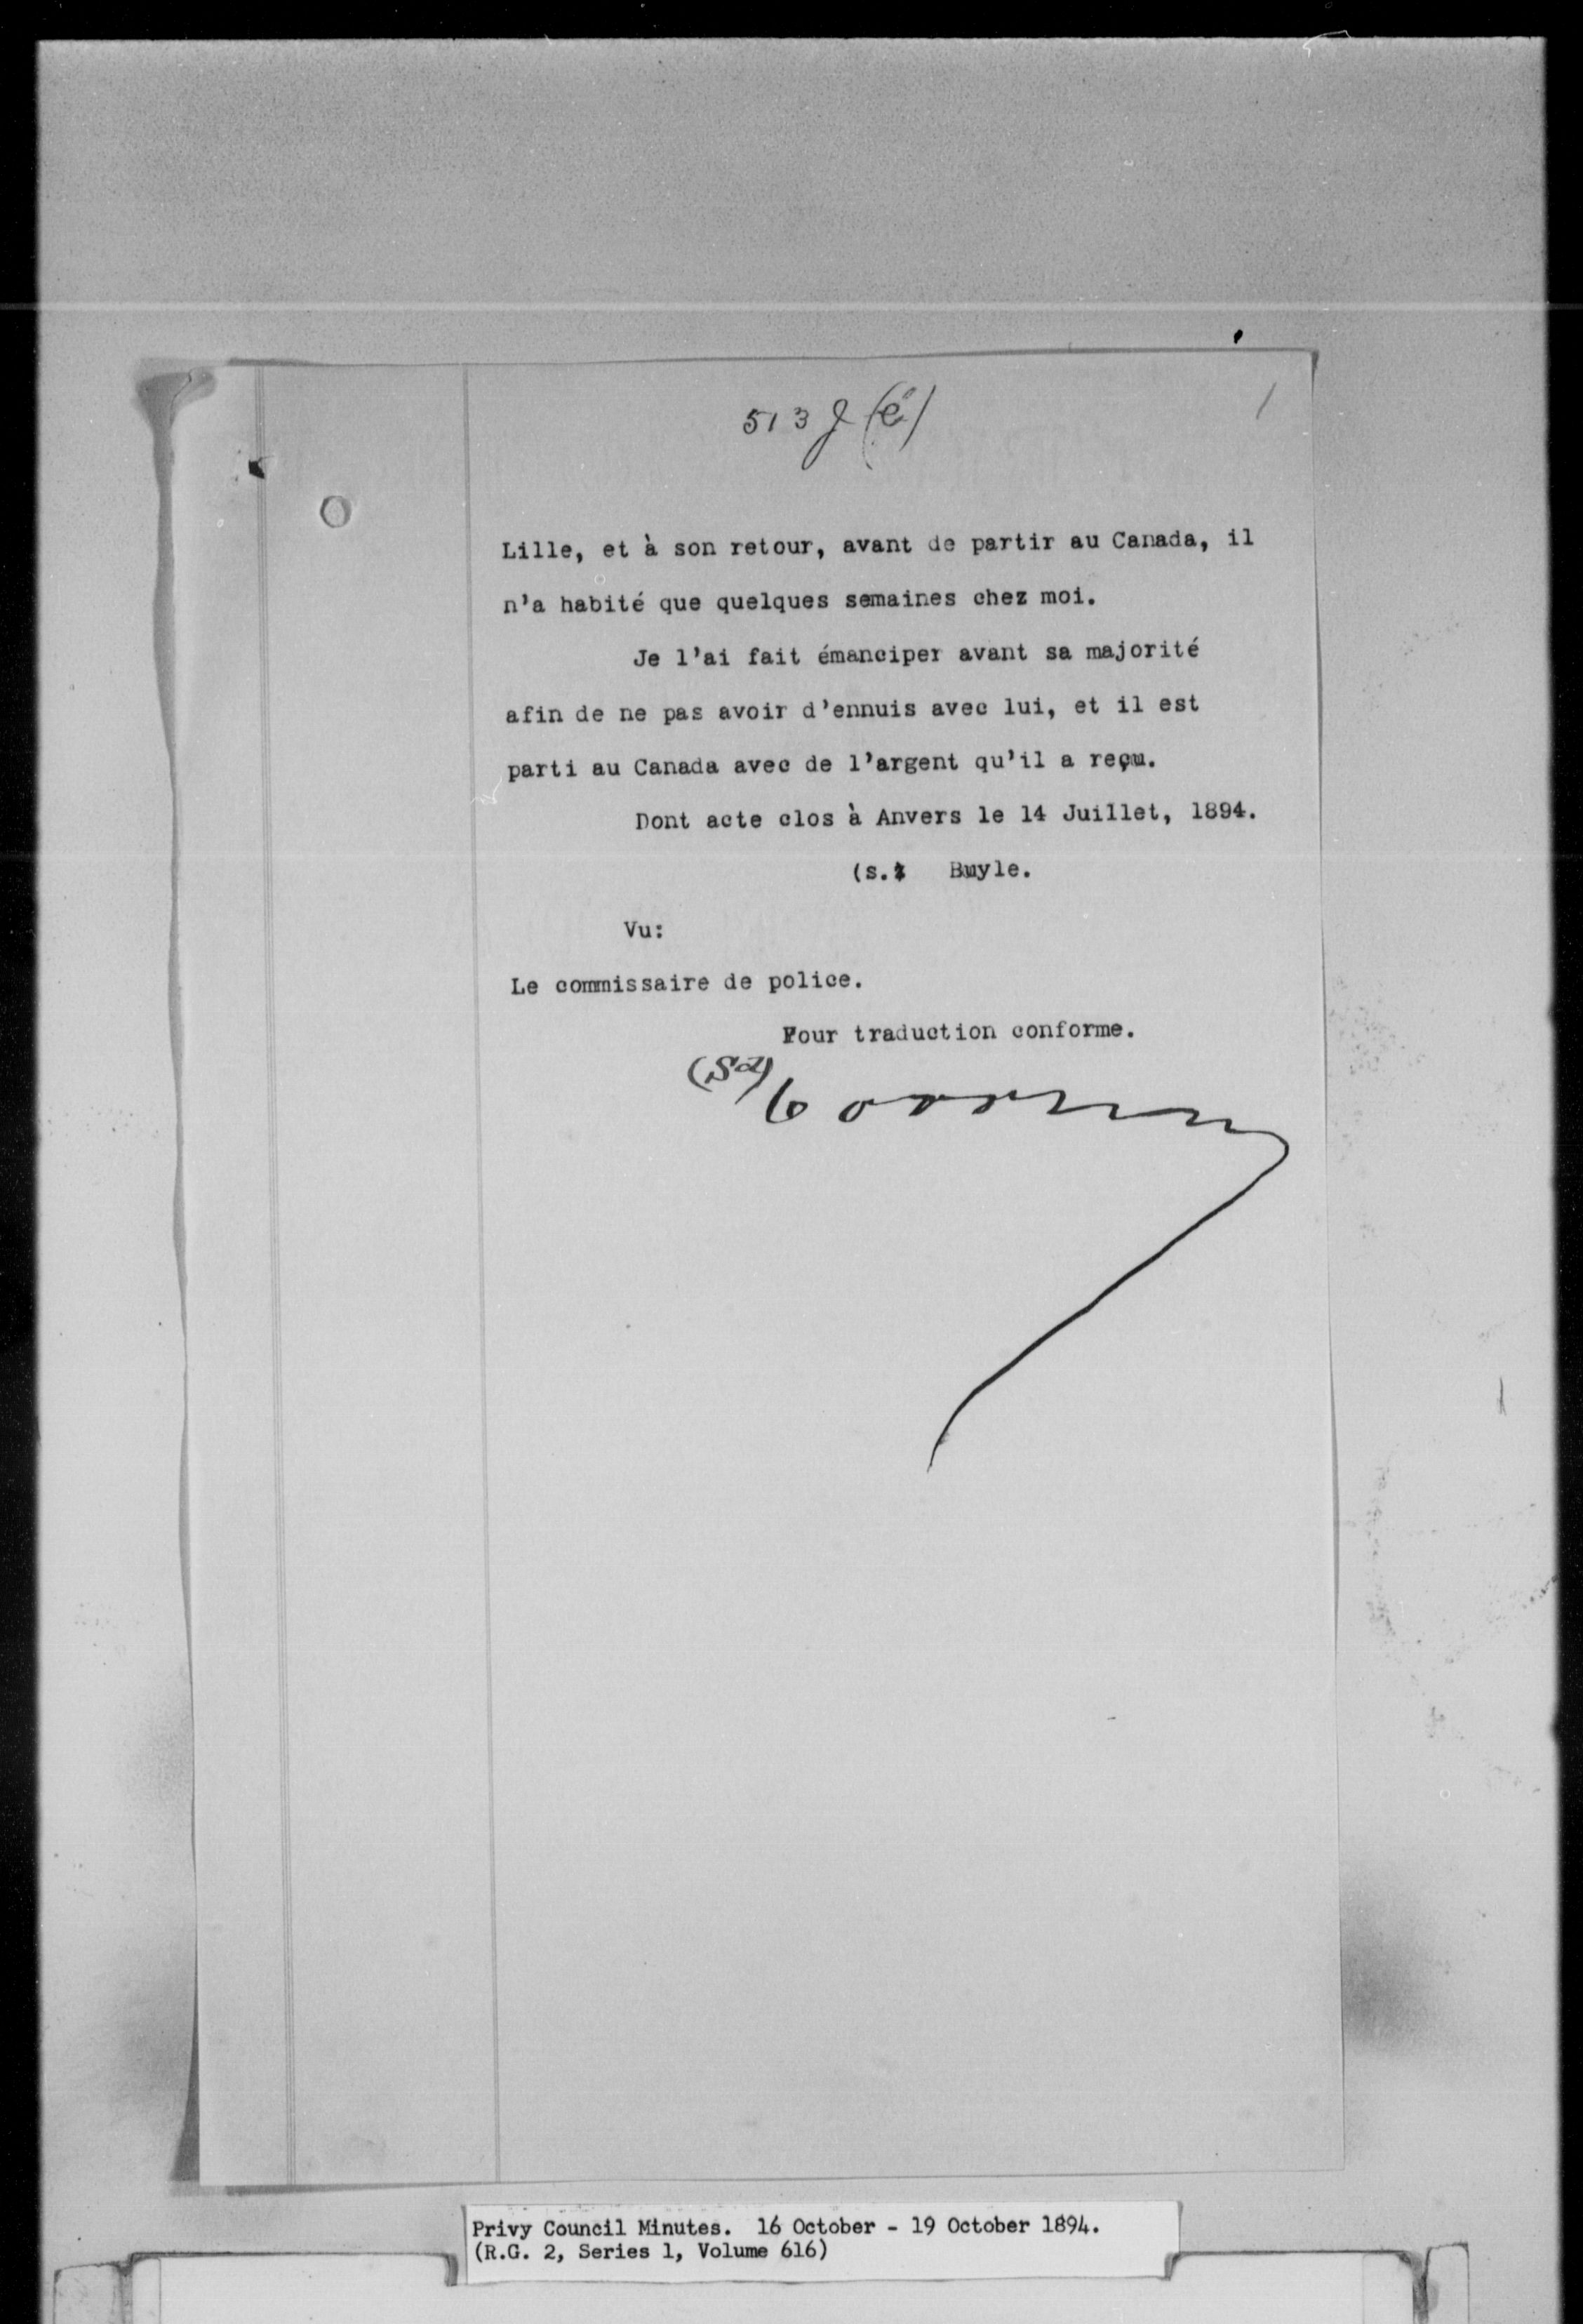 513 g (é)
Lille, et à son retour, avant de partir au Canada, il
n'a habité que quelques semaines chez moi.
Je l'ai fait émanciper avant sa majorité
afin de ne pas avoir d'ennuis avec lui, et il est
parti au Canada avec de l'argent qu'il a reçu.
Dont acte clos à Anvers le 14 Juillet, 1894.
(s.) Buyle.
Vu:
Le commissaire de police.
Pour traduction conforme.
(Sd)
Privy Council Minutes. 16 October - 19 October 1894.
(R.G. 2, Series 1, Volume 616)